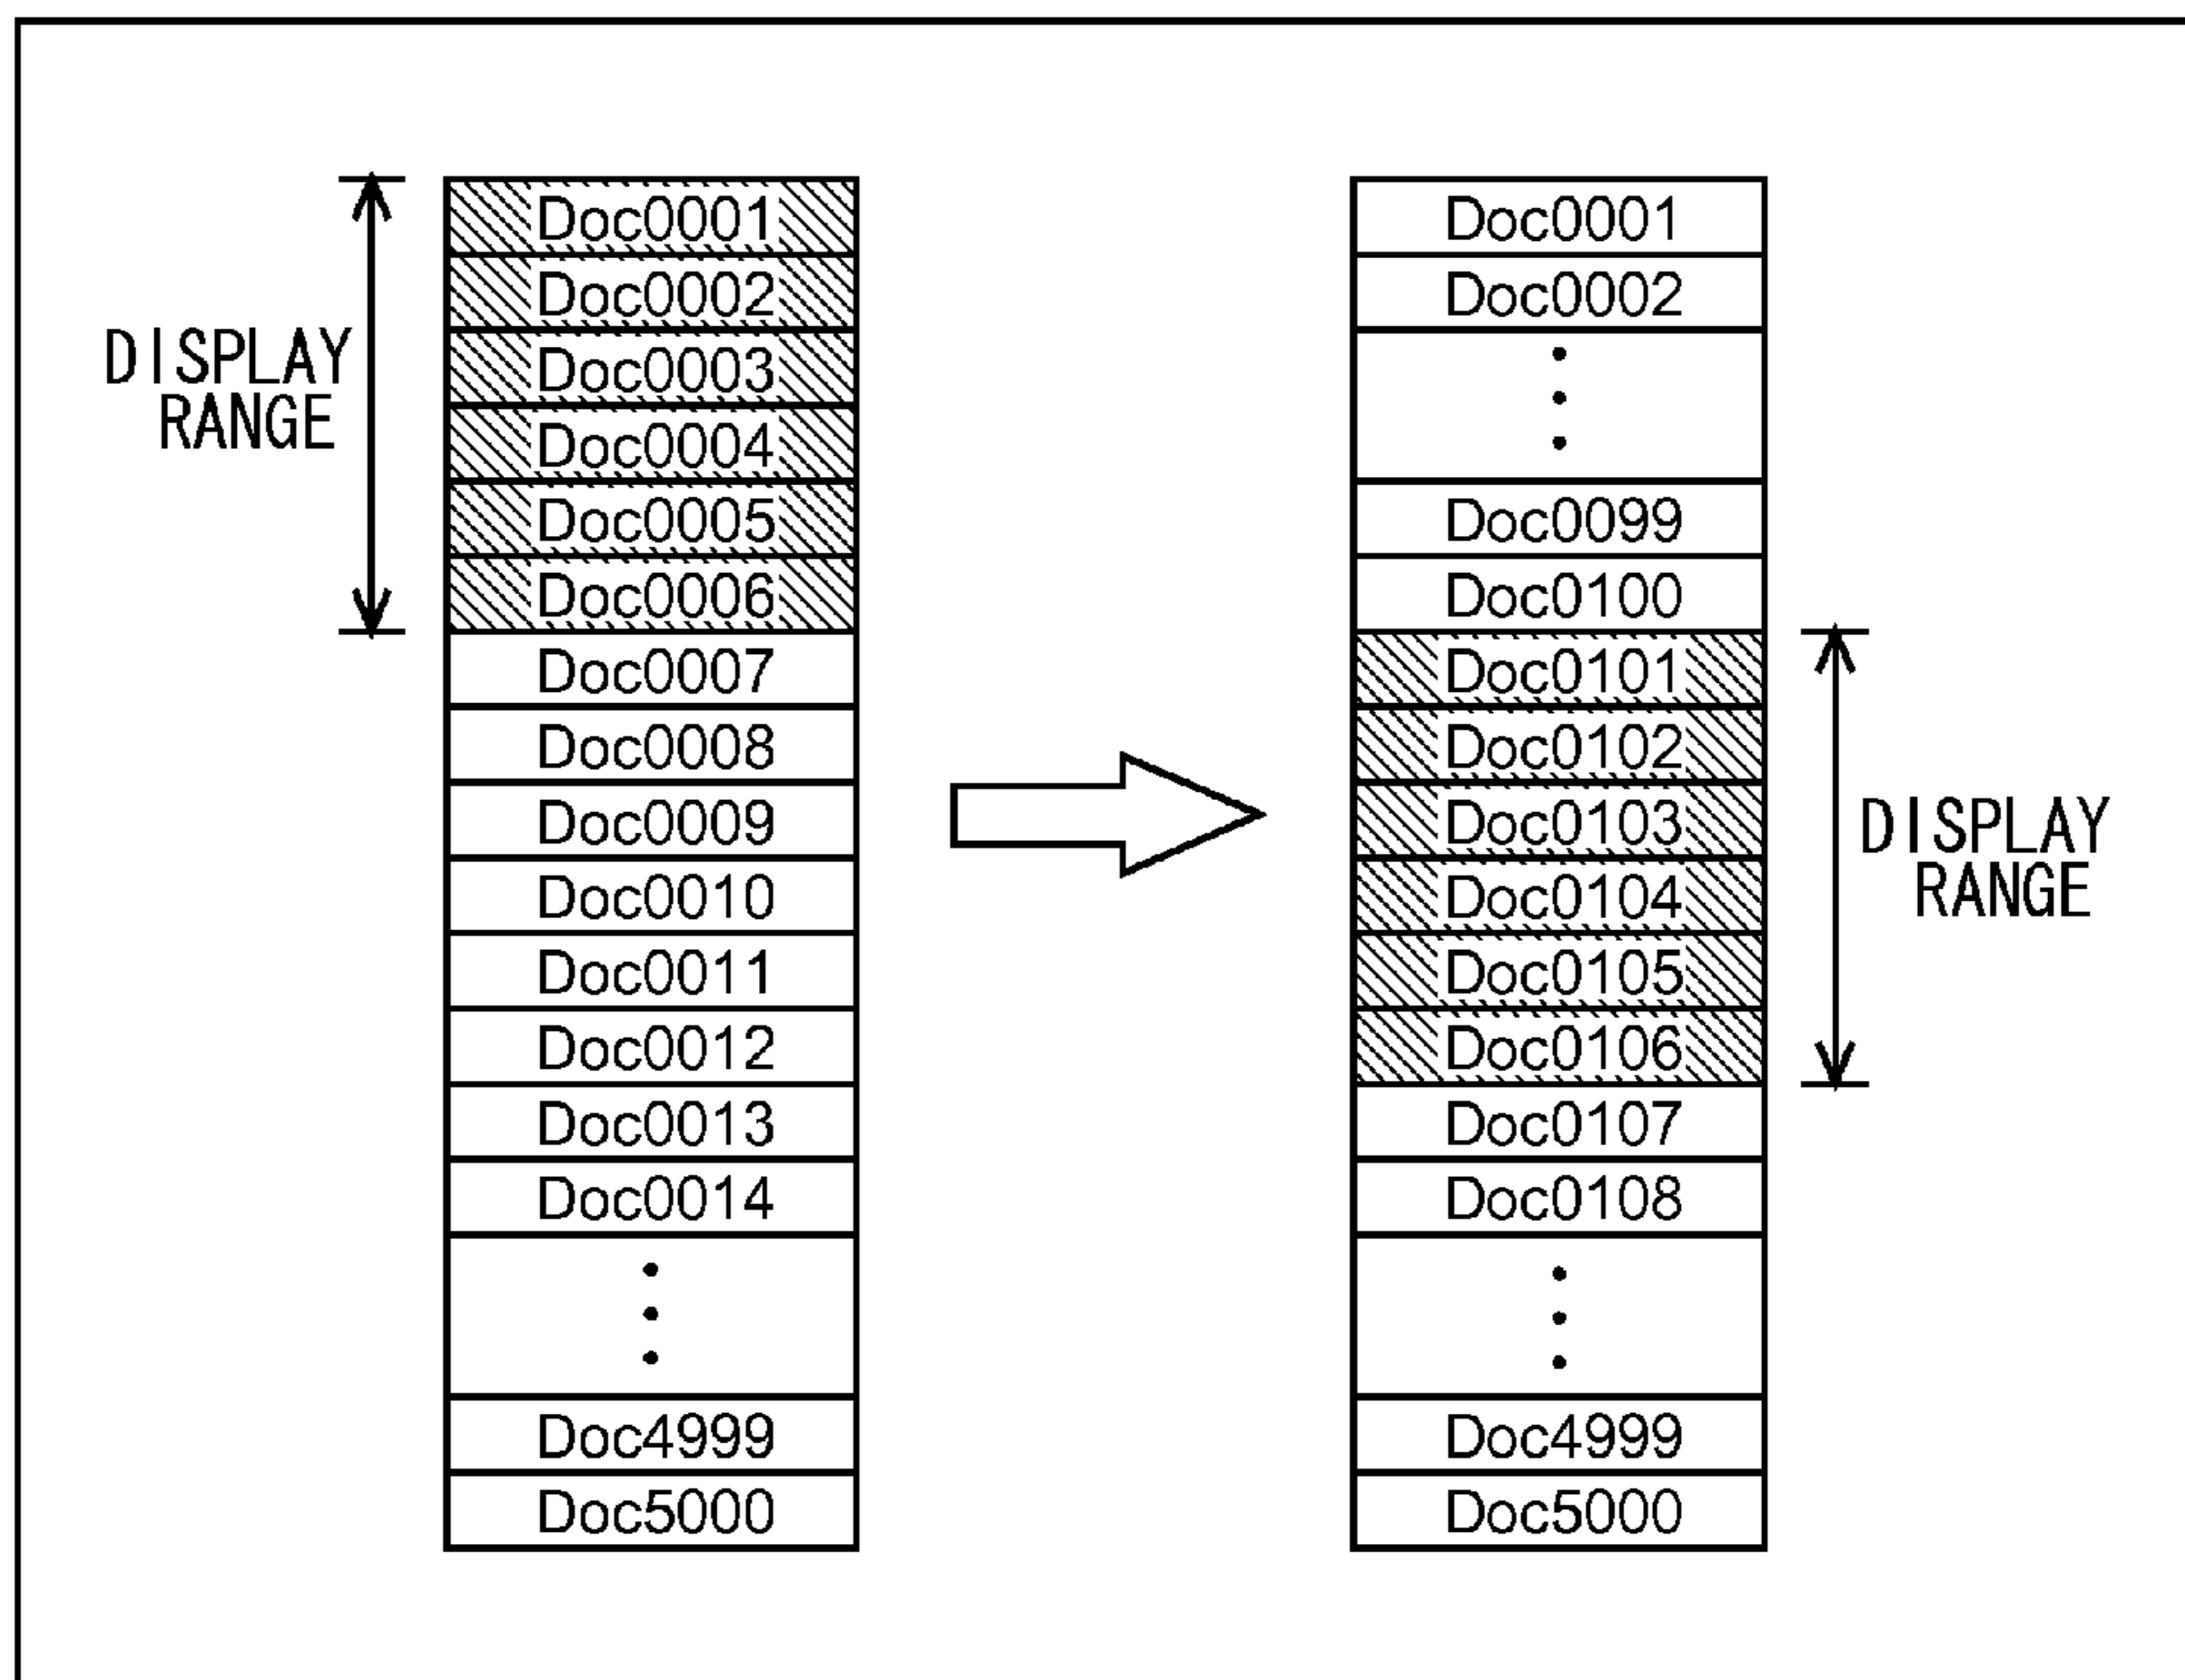 DISPLAY
RANGE
Doc0001
Doc0002
Doc0003
Doc0004
Doc0005
Doc0006
Doc0007
Doc0008
Doc0009
Doc0010
Doc0011
Doc0012
Doc0013
Doc0014
Doc4999
Doc5000
Doc0001
Doc0002
Doc0099
Doc0100
Doc0101
Doc0102
Doc0103
Doc0104
Doc0105
Doc0106
Doc0107
Doc0108
Doc4999
Doc5000
DISPLAY
RANGE